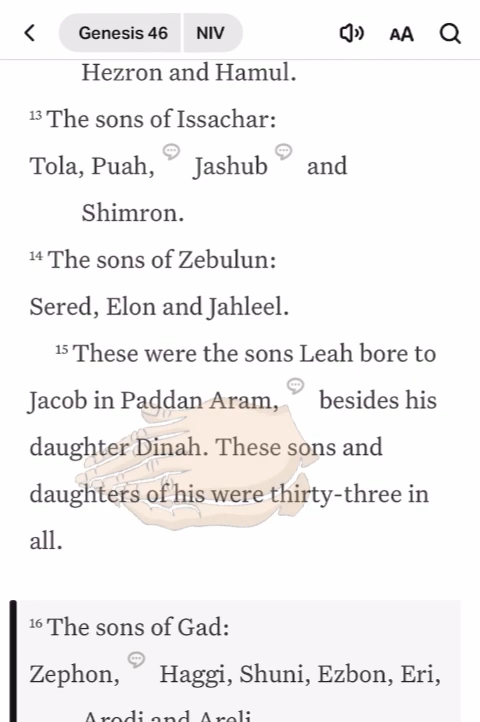 Genesis 46 NIV AA
Hezron and Hamul.
13 The sons of Issachar:
Tola, Puah, Jashub and
Shimron.
14 The sons of Zebulun:
Sered, Elon and Jahleel.
15 These were the sons Leah bore to
Jacob in Paddan Aram, besides his
daughter Dinah. These sons and
daughters of his were thirty-three in
all.
16 The sons of Gad:
Zephon, Haggi, Shuni, Ezbon, Eri,
Arodi and Areli